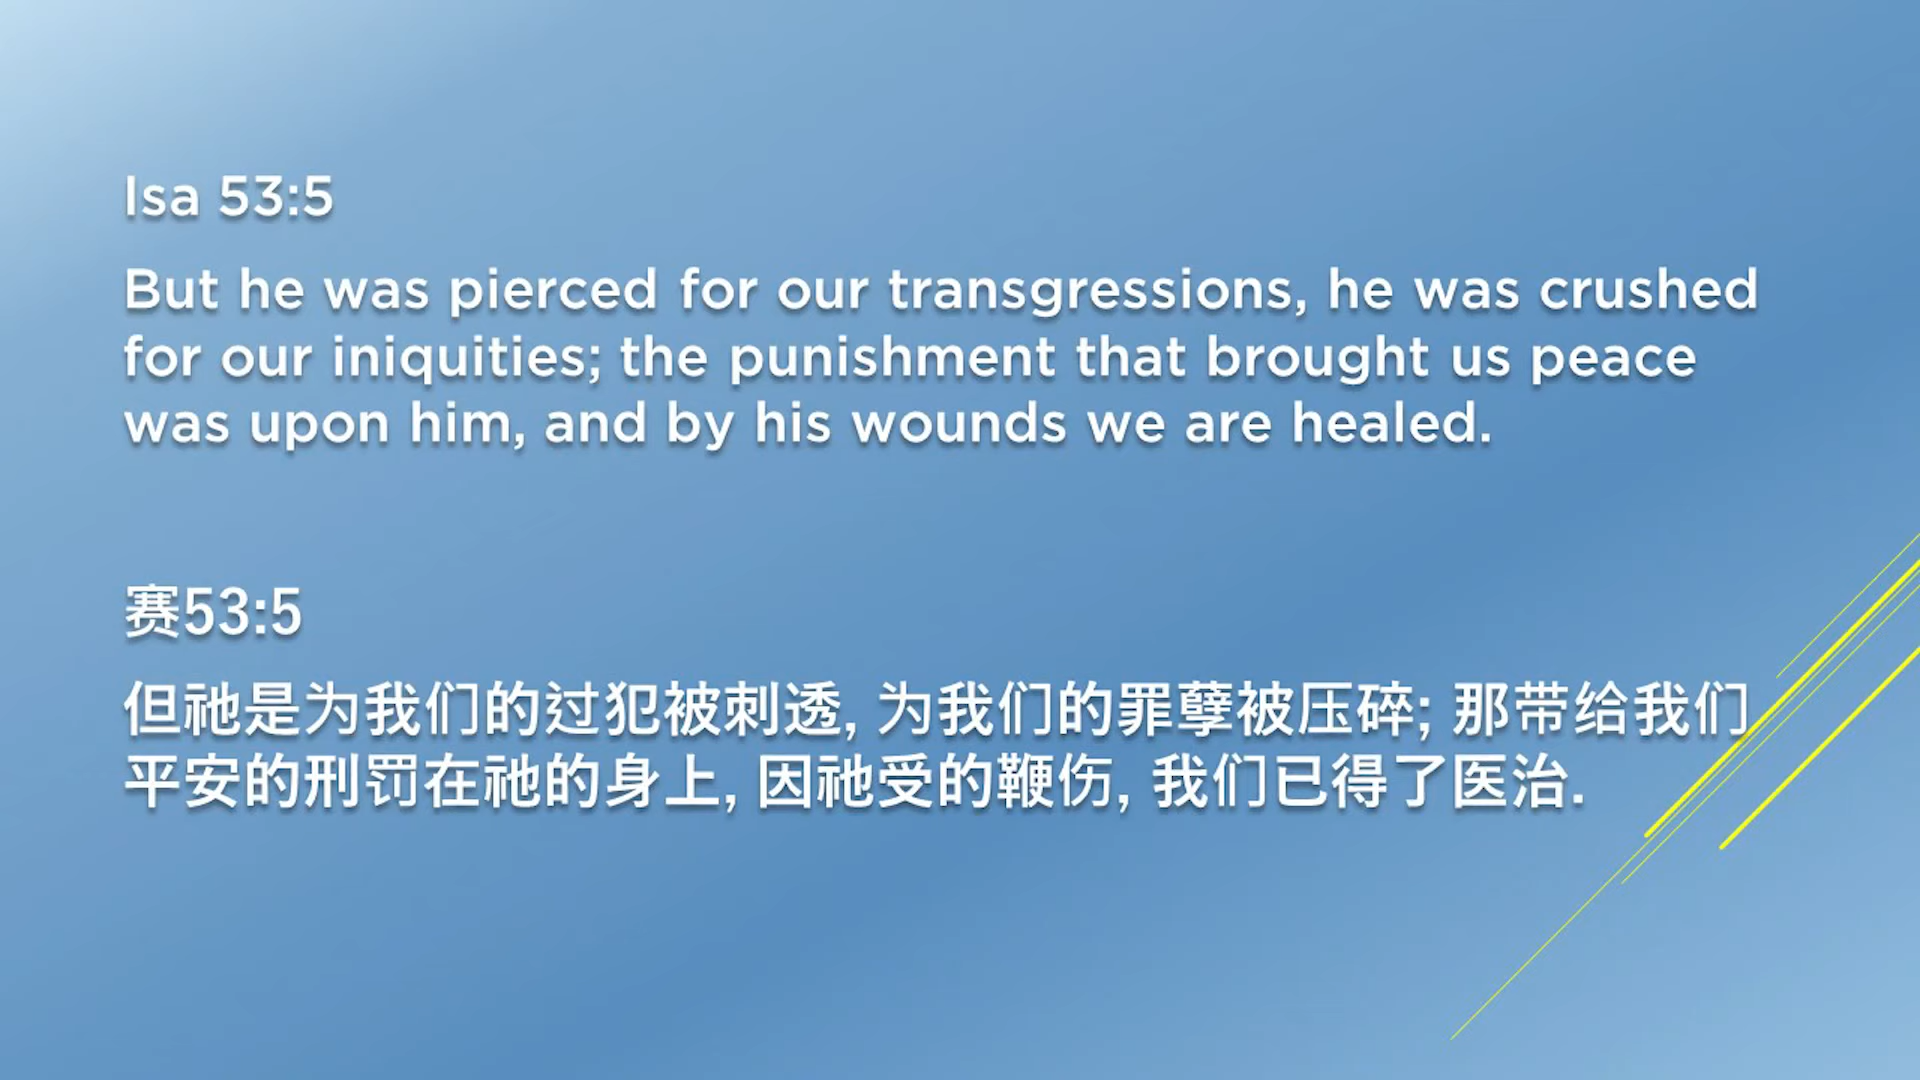 Isa 53:5
But he was pierced for our transgressions, he was crushed
for our iniquities; the punishment that brought us peace
was upon him, and by his wounds we are healed.
赛53:5
但祂是为我们的过犯被刺透, 为我们的罪孽被压碎; 那带给我们
平安的刑罚在祂的身上, 因祂受的鞭伤, 我们已得了医治.